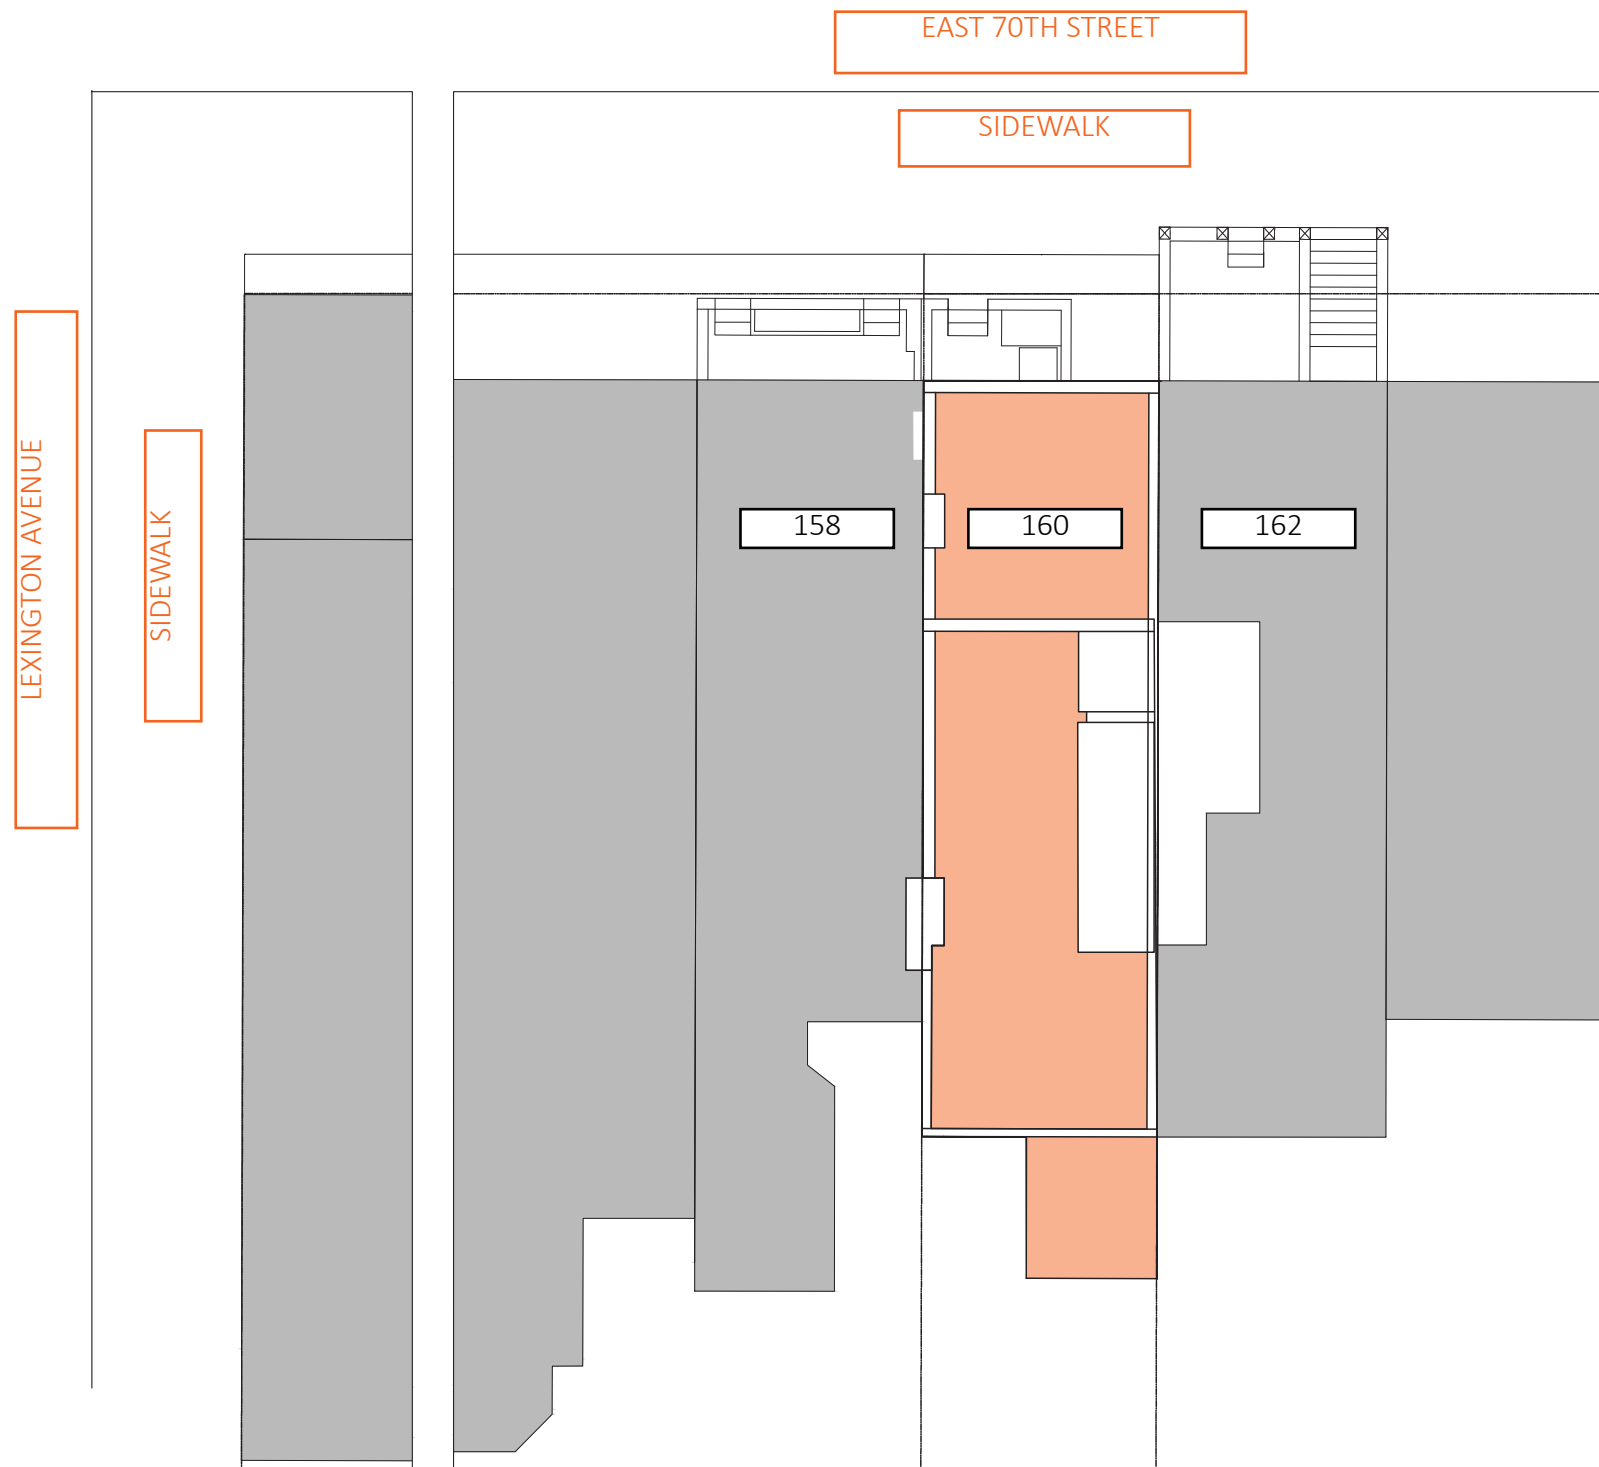 EAST 70TH STREET
SIDEWALK
LEXINGTON AVENUE
SIDEWALK
158
160
162